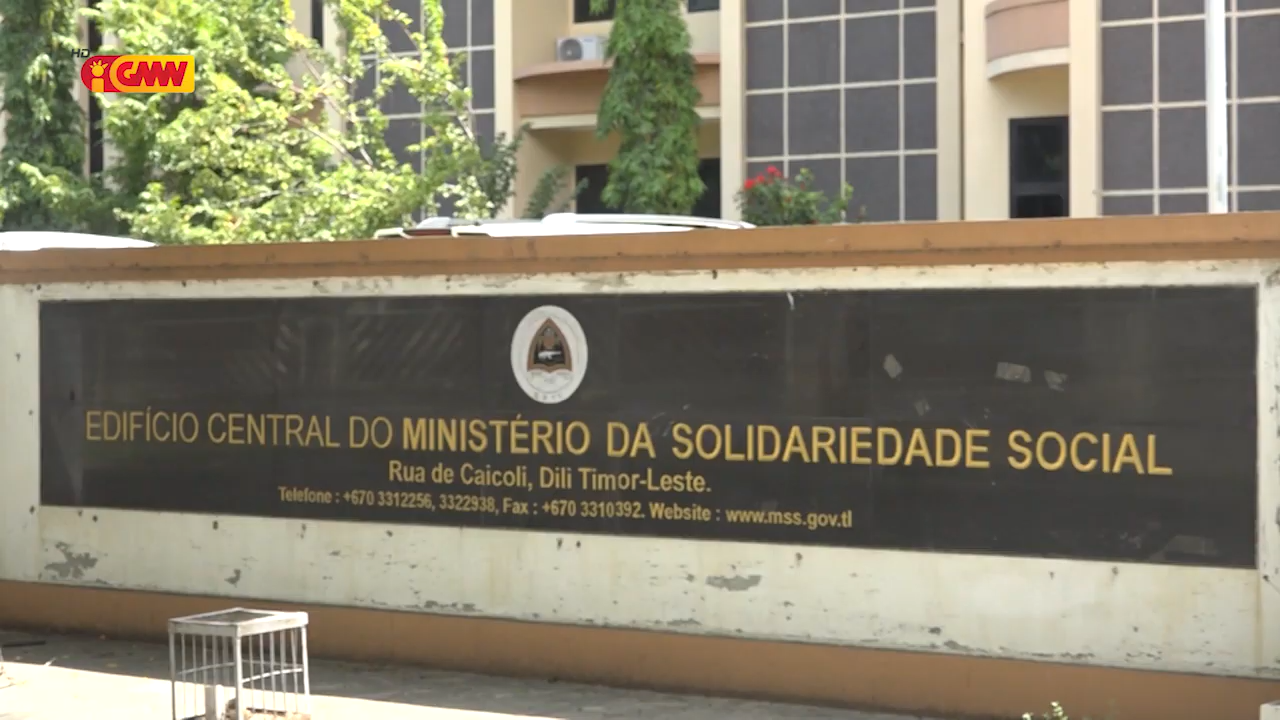 HD
GMN
EDIFÍCIO CENTRAL DO MINISTÉRIO DA SOLIDARIEDADE SOCIAL
Rua de Caicoli, Dili Timor-Leste.
Telefone : +670 3312256, 3322938, Fax : +670 3310392. Website : www.mss.gov.tl